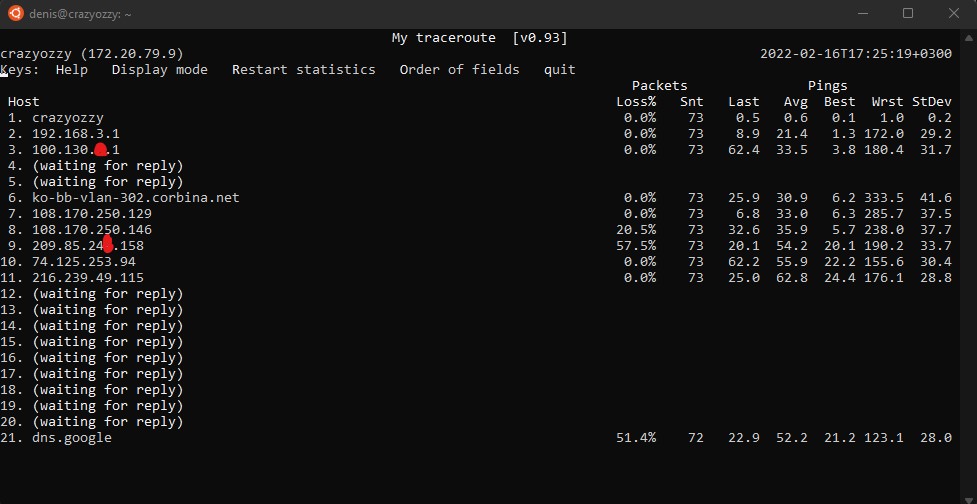 denis@crazyozzy: ~
My traceroute [v0.93]
crazyozzy (172.20.79.9) 2022-02-16T17:25:19+0300
Keys: Help Display mode Restart statistics Order of fields quit
Packets Pings
Host Loss% Snt Last Avg Best Wrst StDev
1. crazyozzy 0.0% 73 0.5 0.6 0.1 1.0 0.2
2. 192.168.3.1 0.0% 73 8.9 21.4 1.3 172.0 29.2
3. 100.130. .1 0.0% 73 62.4 33.5 3.8 180.4 31.7
4. (waiting for reply)
5. (waiting for reply)
6. ko-bb-vlan-302.corbina.net 0.0% 73 25.9 30.9 6.2 333.5 41.6
7. 108.170.250.129 0.0% 73 6.8 33.0 6.3 285.7 37.5
8. 108.170.250.146 20.5% 73 32.6 35.9 5.7 238.0 37.7
9. 209.85.24 .158 57.5% 73 20.1 54.2 20.1 190.2 33.7
10. 74.125.253.94 0.0% 73 62.2 55.9 22.2 155.6 30.4
11. 216.239.49.115 0.0% 73 25.0 62.8 24.4 176.1 28.8
12. (waiting for reply)
13. (waiting for reply)
14. (waiting for reply)
15. (waiting for reply)
16. (waiting for reply)
17. (waiting for reply)
18. (waiting for reply)
19. (waiting for reply)
20. (waiting for reply)
21. dns.google 51.4% 72 22.9 52.2 21.2 123.1 28.0